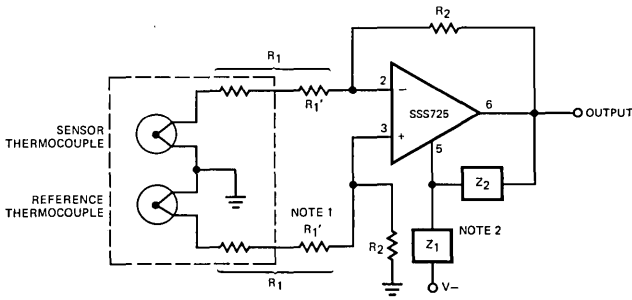 R2
R1
R1'
2
−
SSS725
6
OUTPUT
3
+
5
SENSOR
THERMOCOUPLE
Z2
REFERENCE
THERMOCOUPLE
NOTE 1
R1'
R2
Z1
NOTE 2
R1
V−